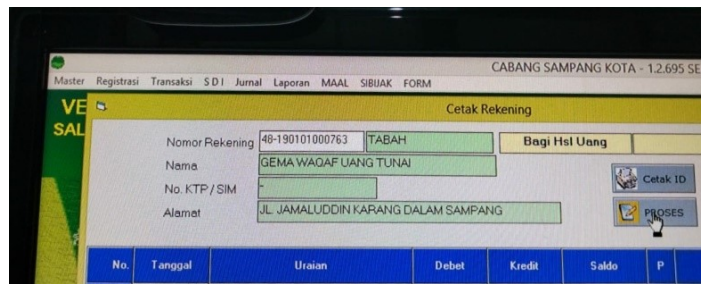 CABANG SAMPANG KOTA - 1.2.695 SE
Master Registrasi Transaksi S D I Jurnal Laporan MAAL SIBIJAK FORM
VE
SAL
Cetak Rekening
Nomor Rekening 48-190101000763 TABAH Bagi Hsl Uang
Nama GEMA WAQAF UANG TUNAI
No. KTP / SIM -
Cetak ID
Alamat JL. JAMALUDDIN KARANG DALAM SAMPANG
PROSES
No. Tanggal Uraian Debet Kredit Saldo P